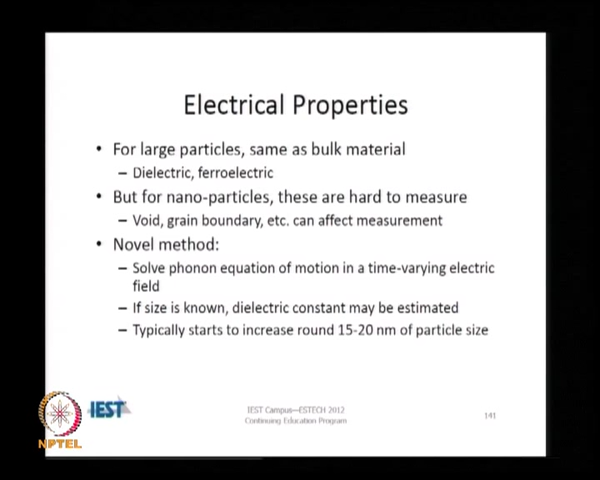 Electrical Properties
• For large particles, same as bulk material
– Dielectric, ferroelectric
• But for nano-particles, these are hard to measure
– Void, grain boundary, etc. can affect measurement
• Novel method:
– Solve phonon equation of motion in a time-varying electric
field
– If size is known, dielectric constant may be estimated
– Typically starts to increase round 15-20 nm of particle size
NPTEL
IEST
IEST Campus—ESTECH 2012
Continuing Education Program
141